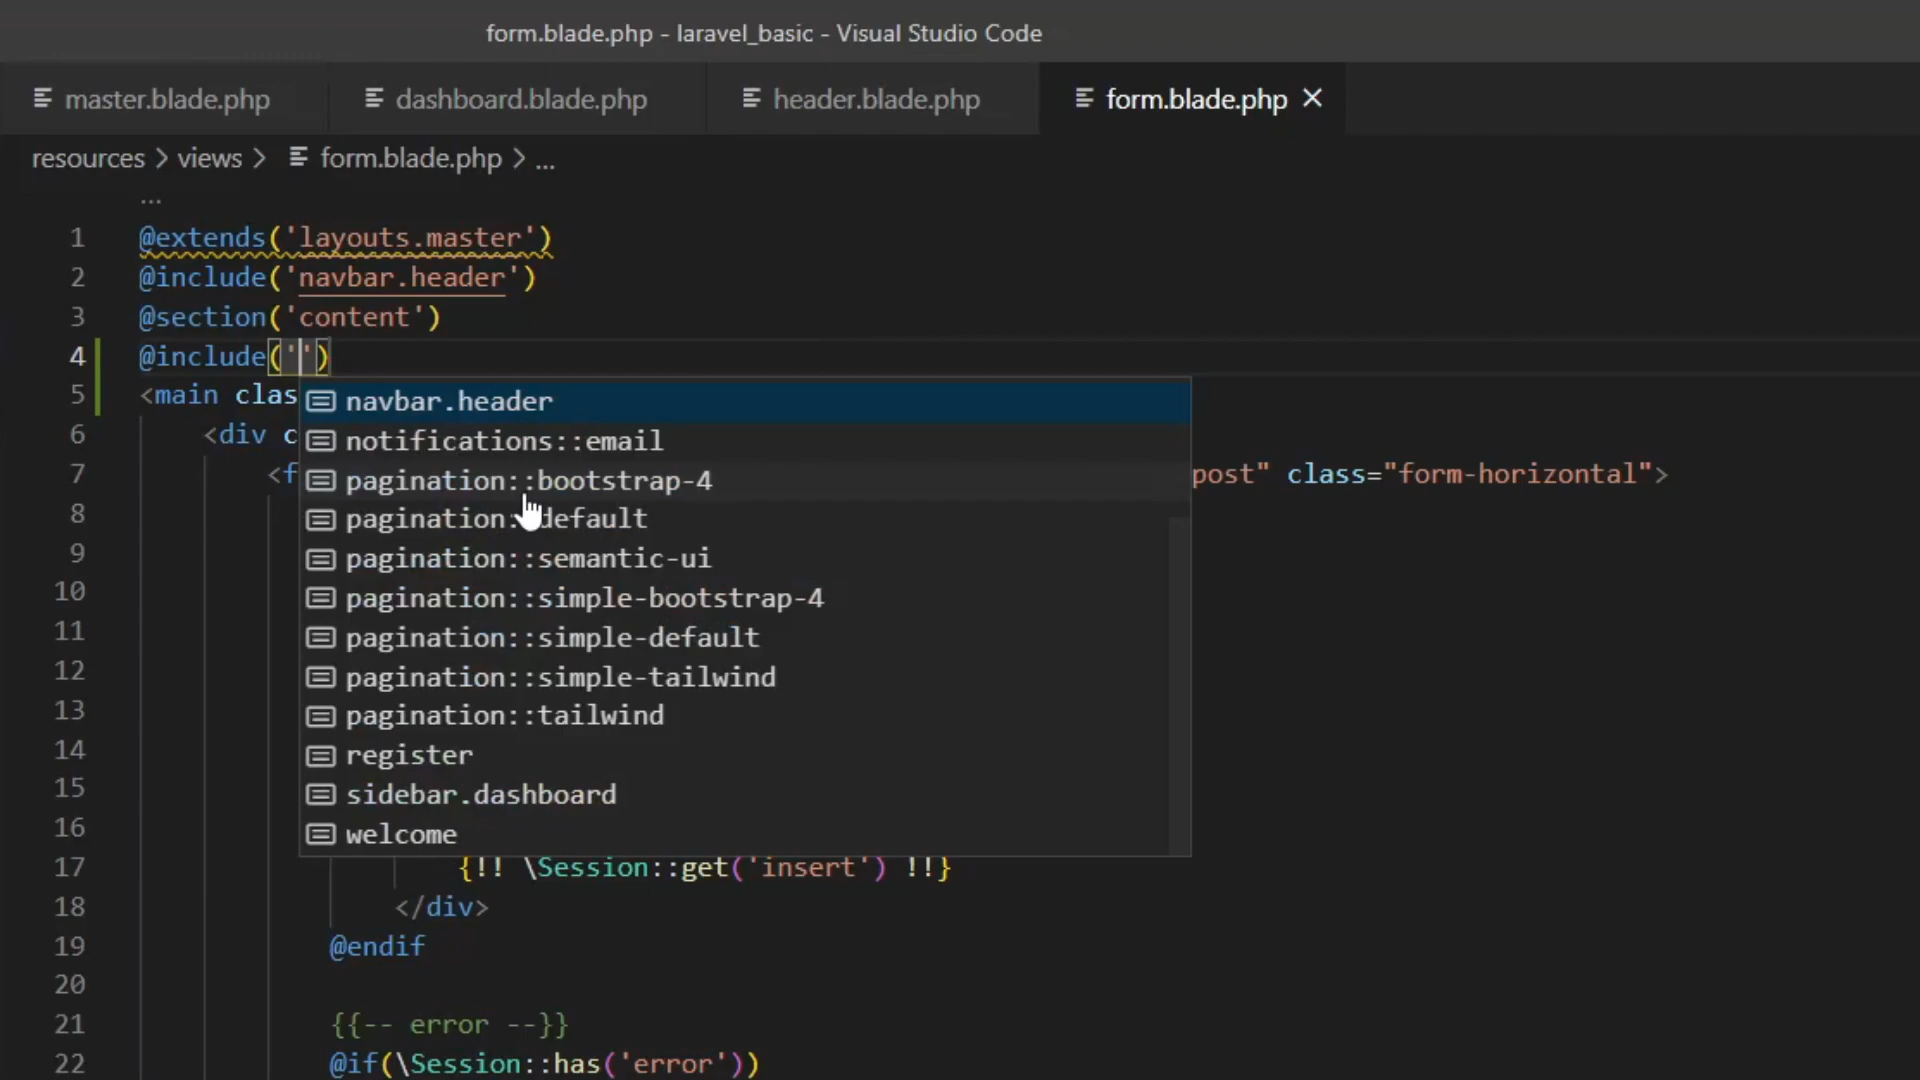 form.blade.php - laravel_basic - Visual Studio Code
master.blade.php dashboard.blade.php header.blade.php form.blade.php ×
resources > views > form.blade.php > ...
...
1 @extends('layouts.master')
2 @include('navbar.header')
3 @section('content')
4 @include('')
5 <main clas
navbar.header
6 <div c
notifications::email
7 <f
pagination::bootstrap-4
post" class="form-horizontal">
8 pagination::default
9 pagination::semantic-ui
10 pagination::simple-bootstrap-4
11 pagination::simple-default
12 pagination::simple-tailwind
13 pagination::tailwind
14 register
15 sidebar.dashboard
16 welcome
17 {!! \Session::get('insert') !!}
18 </div>
19 @endif
20
21 {{-- error --}}
22 @if(\Session::has('error'))